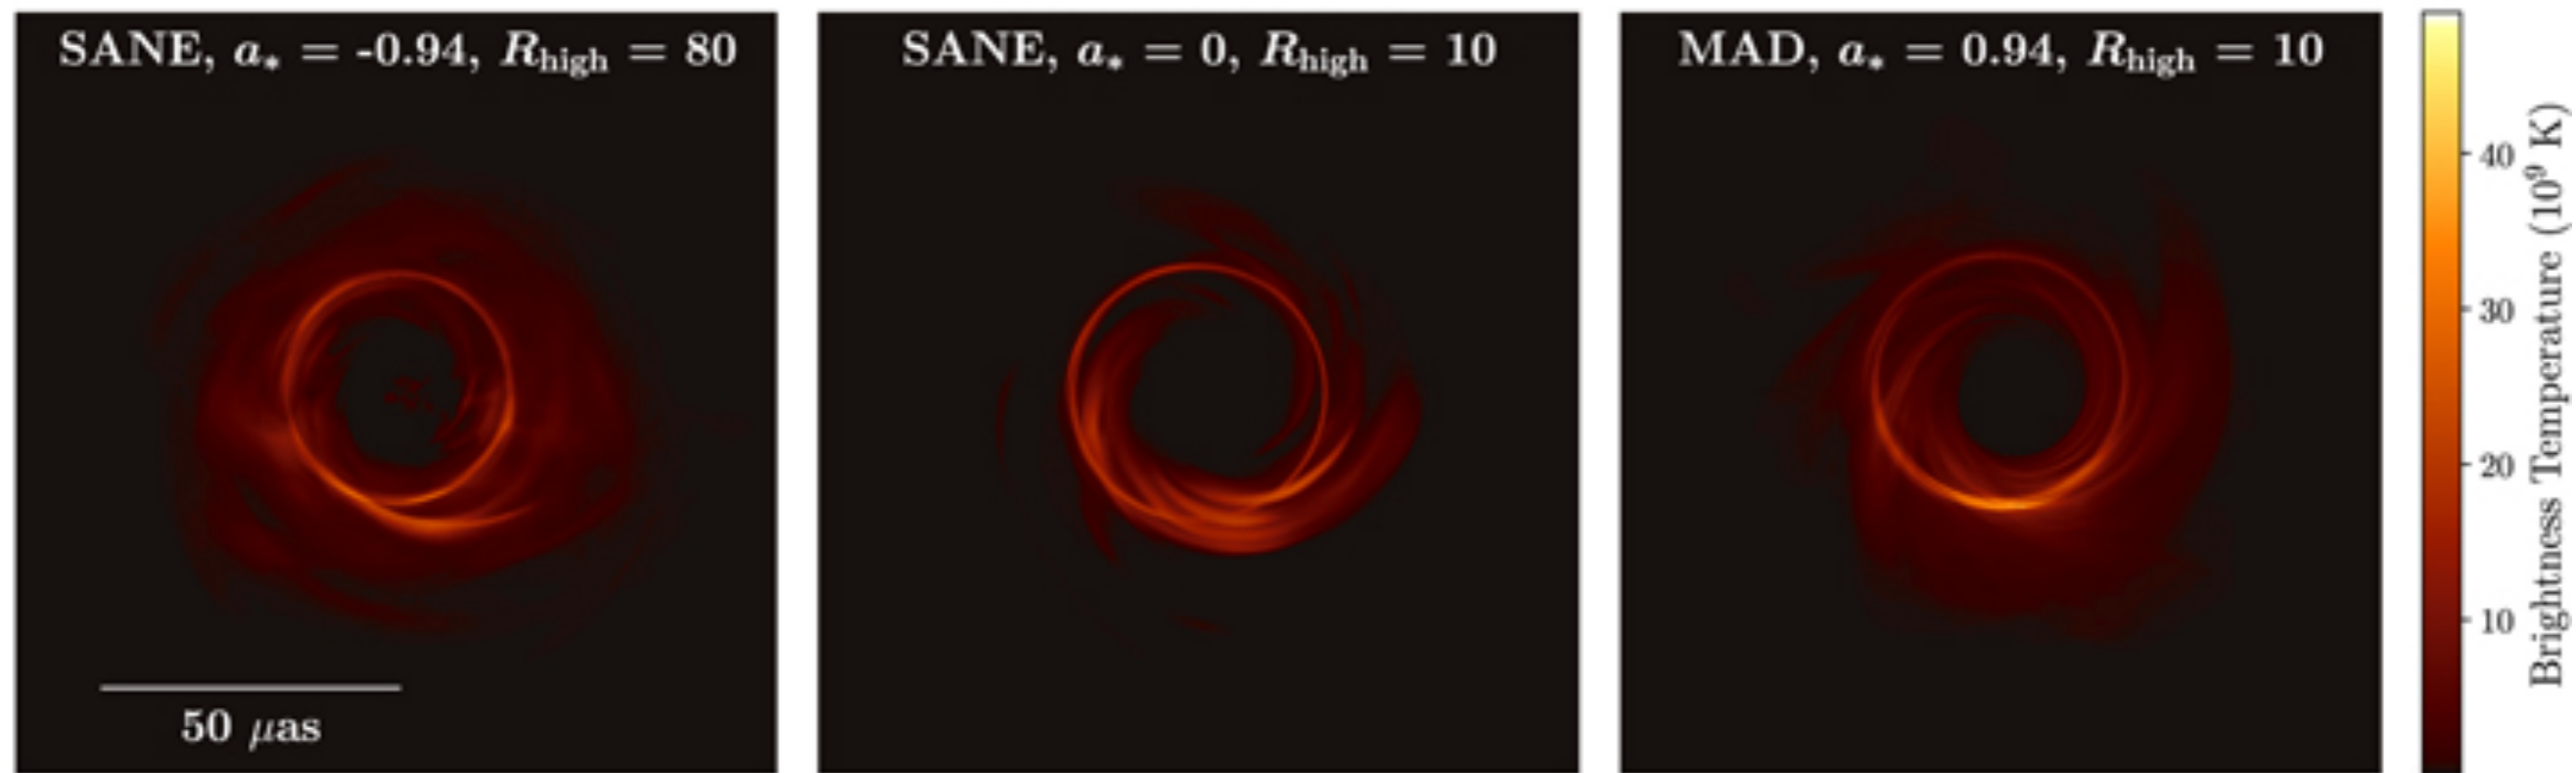 SANE, a* = -0.94, Rhigh = 80
SANE, a* = 0, Rhigh = 10
MAD, a* = 0.94, Rhigh = 10
50 μas
40
30
20
10
Brightness Temperature (10⁹ K)